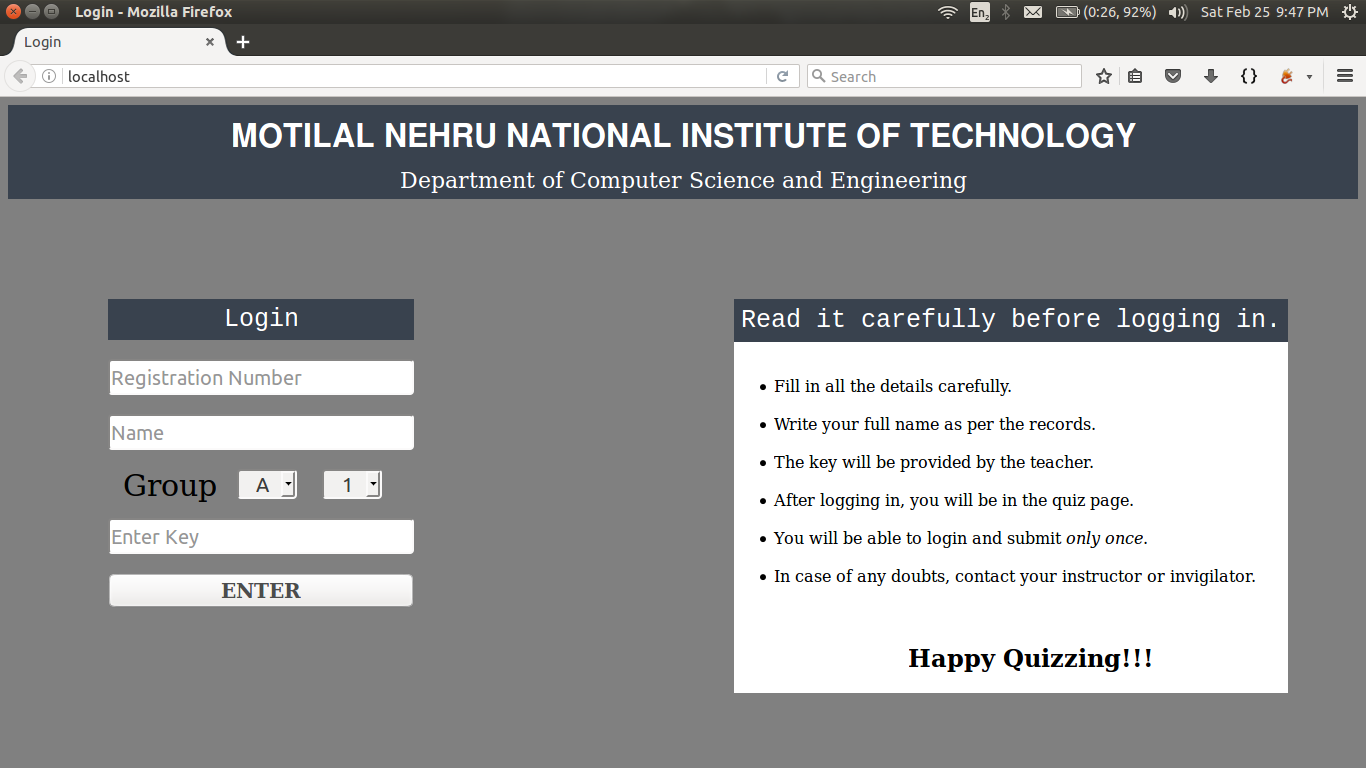 Login - Mozilla Firefox
En2 (0:26, 92%) Sat Feb 25 9:47 PM
Login
localhost
Search
MOTILAL NEHRU NATIONAL INSTITUTE OF TECHNOLOGY
Department of Computer Science and Engineering
Login
Registration Number
Name
Group A 1
Enter Key
ENTER
Read it carefully before logging in.
• Fill in all the details carefully.
• Write your full name as per the records.
• The key will be provided by the teacher.
• After logging in, you will be in the quiz page.
• You will be able to login and submit only once.
• In case of any doubts, contact your instructor or invigilator.
Happy Quizzing!!!